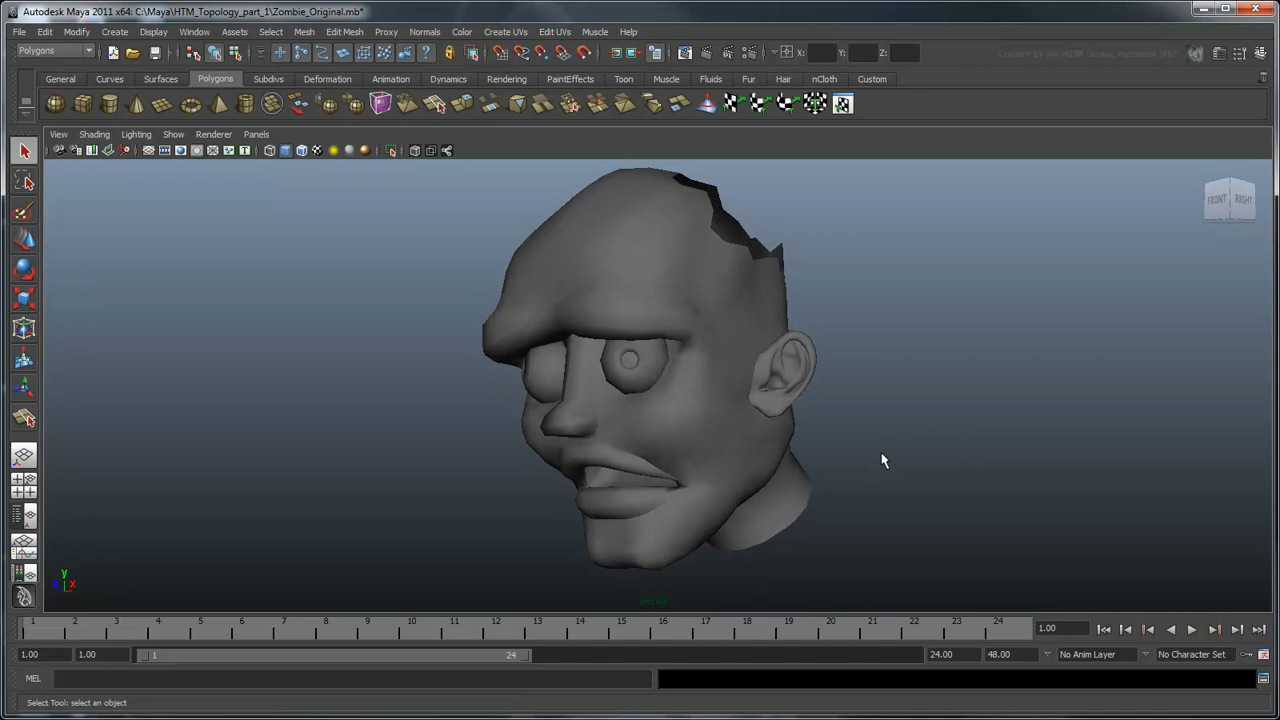 Autodesk Maya 2011 x64: C:\Maya\HTM_Topology_part_1\Zombie_Original.mb*
File Edit Modify Create Display Window Assets Select Mesh Edit Mesh Proxy Normals Color Create UVs Edit UVs Muscle Help
Polygons X: Y: Z:
General Curves Surfaces Polygons Subdivs Deformation Animation Dynamics Rendering PaintEffects Toon Muscle Fluids Fur Hair nCloth Custom
View Shading Lighting Show Renderer Panels
FRONT RIGHT
y
x
persp
1 2 3 4 5 6 7 8 9 10 11 12 13 14 15 16 17 18 19 20 21 22 23 24 1.00
1.00 1.00 1 24 24.00 48.00 No Anim Layer No Character Set
MEL
Select Tool: select an object